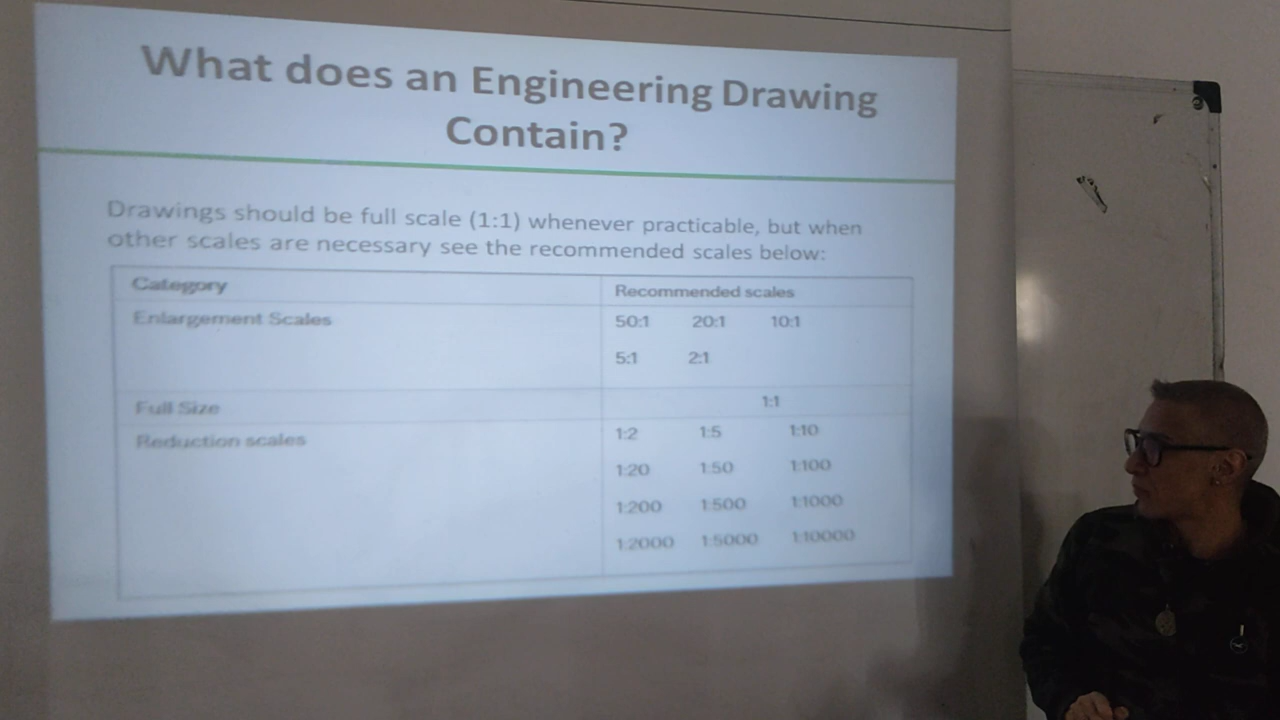 What does an Engineering Drawing
Contain?
Drawings should be full scale (1:1) whenever practicable, but when
other scales are necessary see the recommended scales below:
Category Recommended scales
Enlargement Scales 50:1 20:1 10:1
5:1 2:1
Full Size 1:1
Reduction scales 1:2 1:5 1:10
1:20 1:50 1:100
1:200 1:500 1:1000
1:2000 1:5000 1:10000